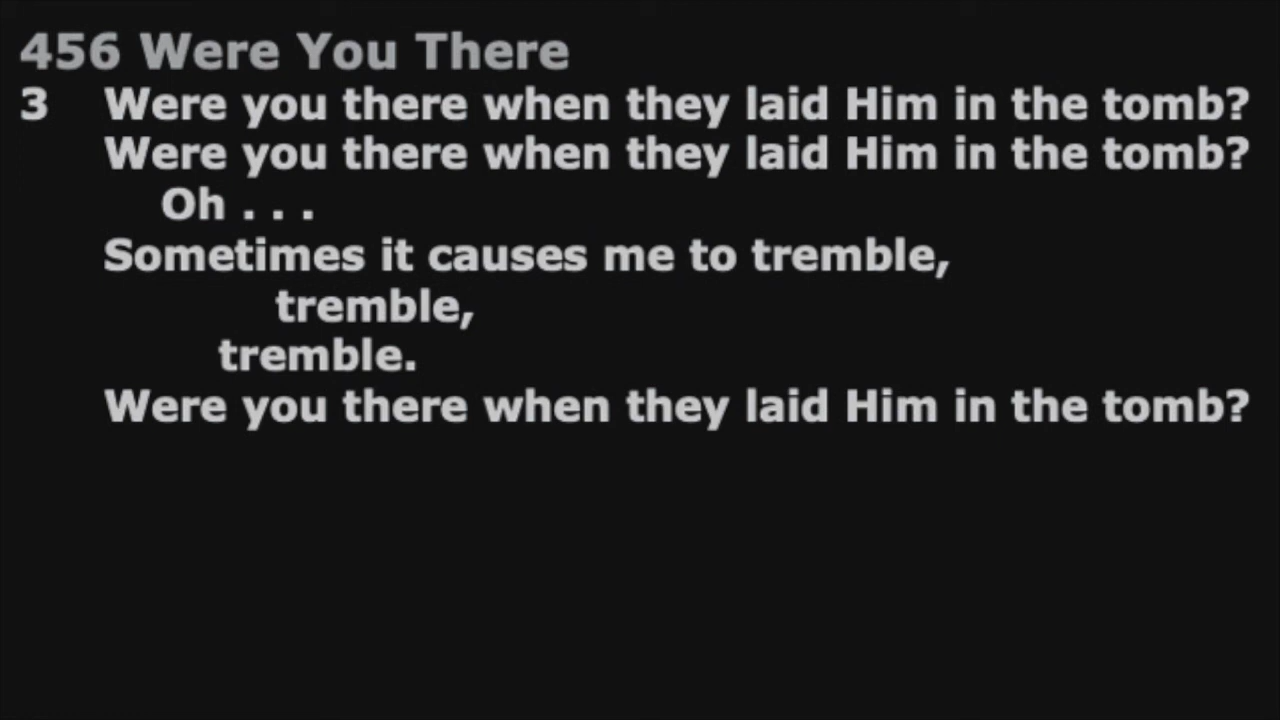 456 Were You There
3 Were you there when they laid Him in the tomb?
Were you there when they laid Him in the tomb?
Oh . . .
Sometimes it causes me to tremble,
tremble,
tremble.
Were you there when they laid Him in the tomb?